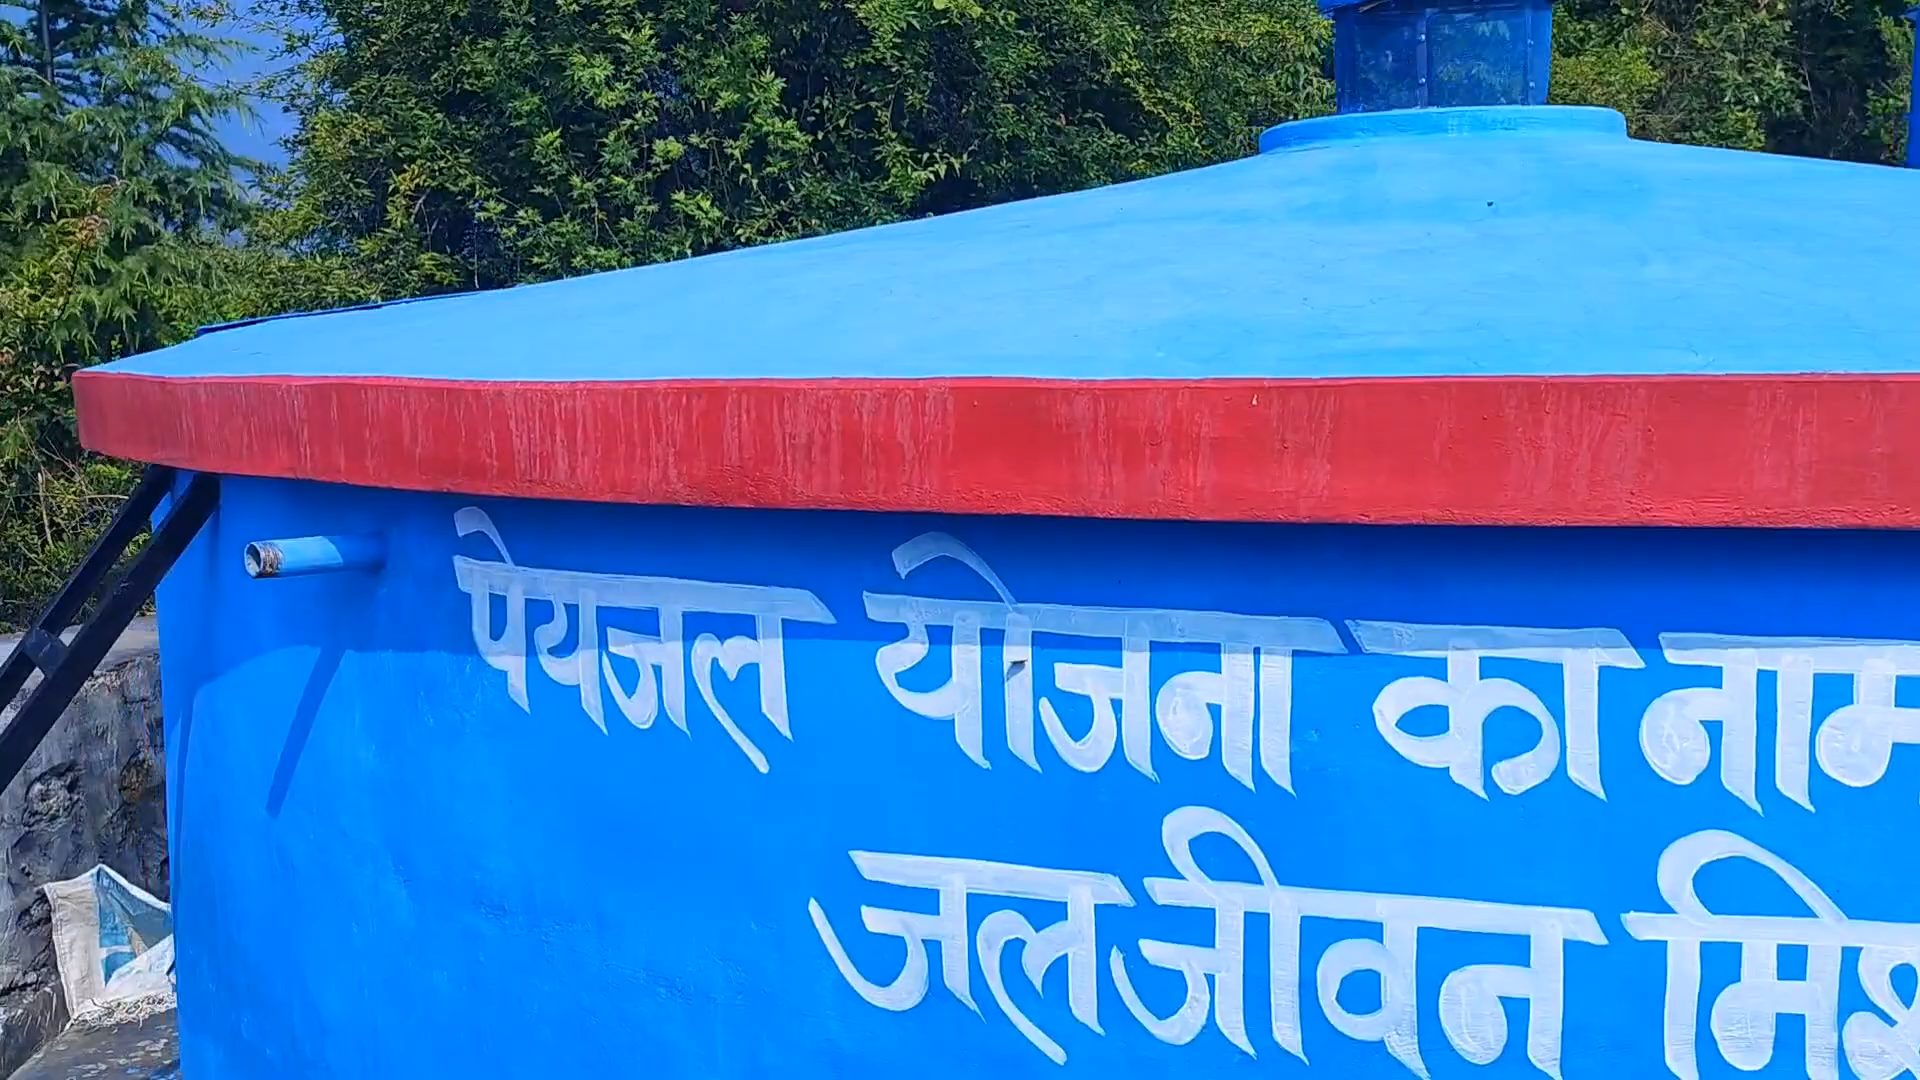 पेयजल योजना का नाम
जलजीवन मिश